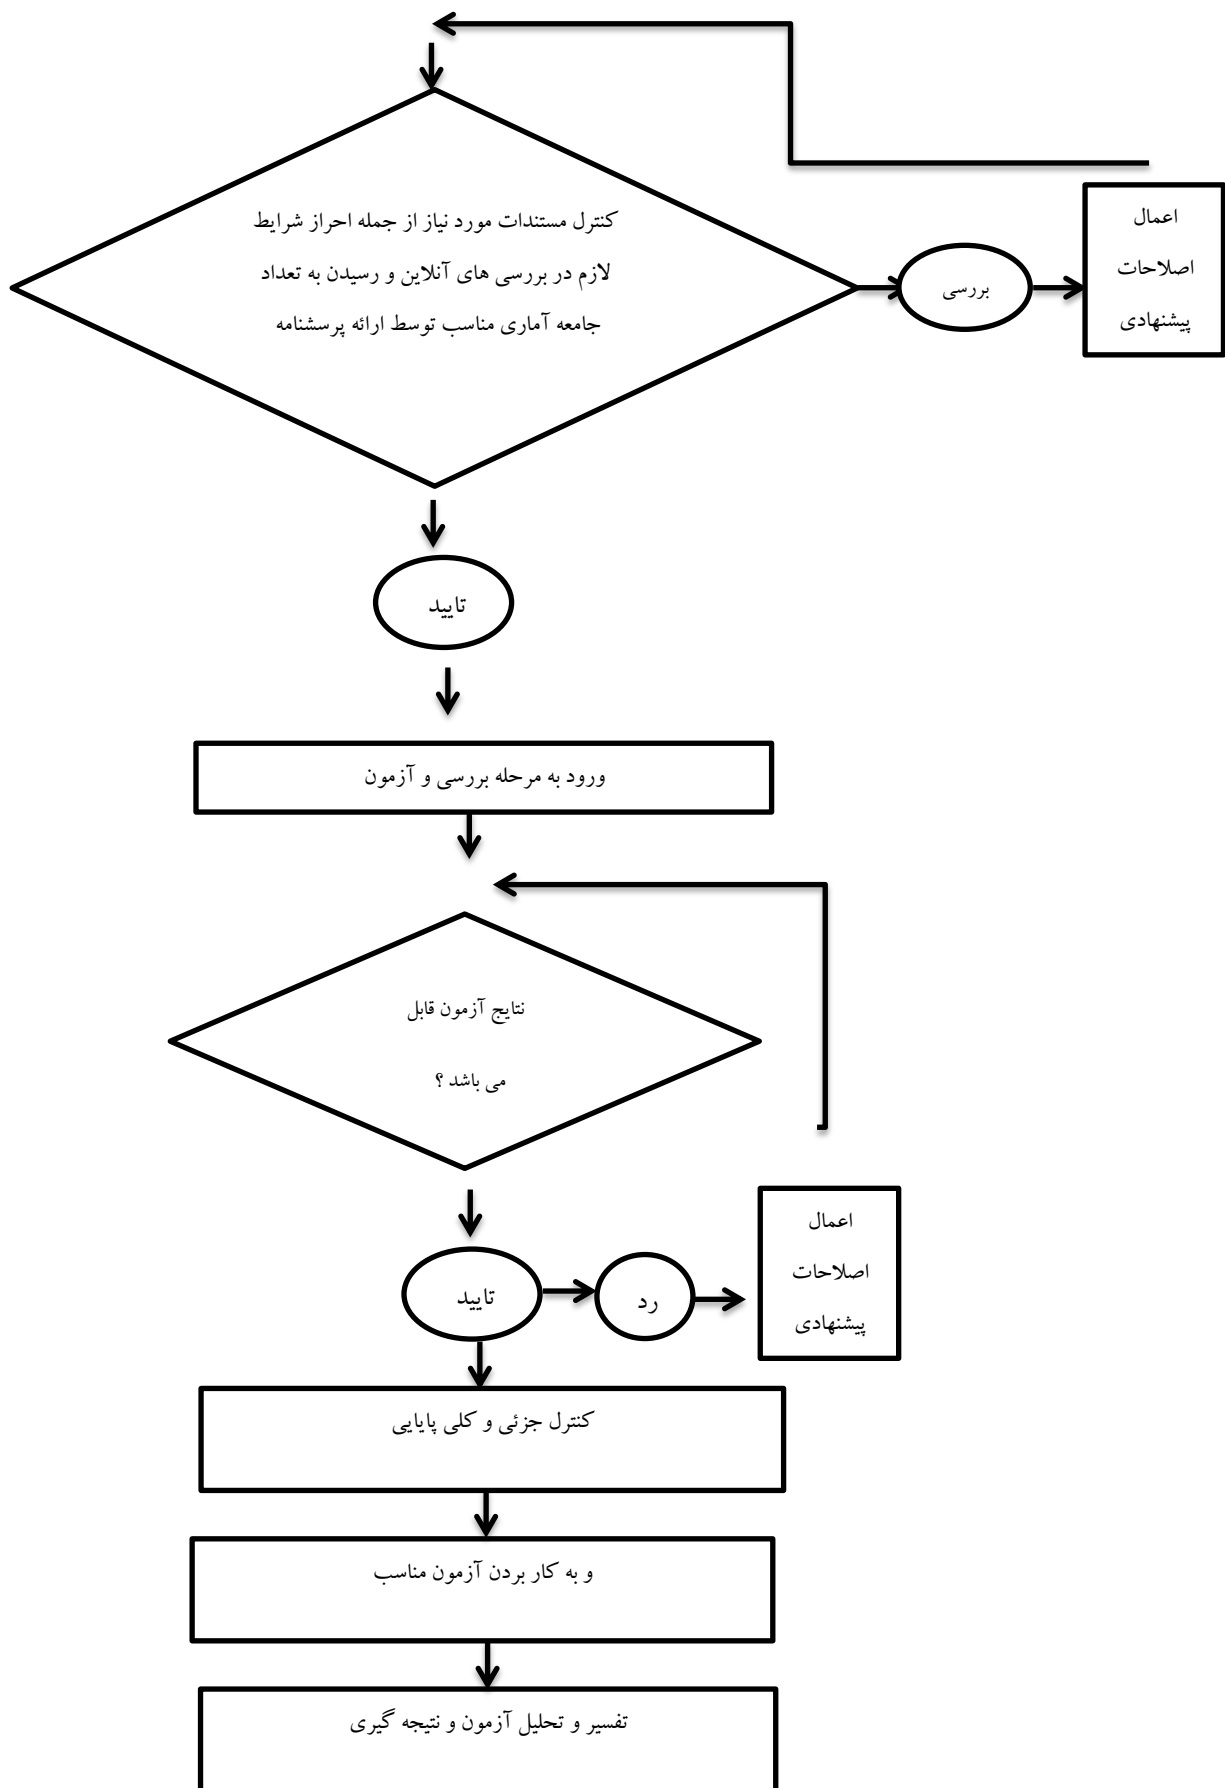 کنترل مستندات مورد نیاز از جمله احراز شرایط
لازم در بررسی های آنلاین و رسیدن به تعداد
جامعه آماری مناسب توسط ارائه پرسشنامه
بررسی
اعمال
اصلاحات
پیشنهادی
تایید
ورود به مرحله بررسی و آزمون
نتایج آزمون قابل
می باشد ؟
تایید
رد
اعمال
اصلاحات
پیشنهادی
کنترل جزئی و کلی پایایی
و به کار بردن آزمون مناسب
تفسیر و تحلیل آزمون و نتیجه گیری